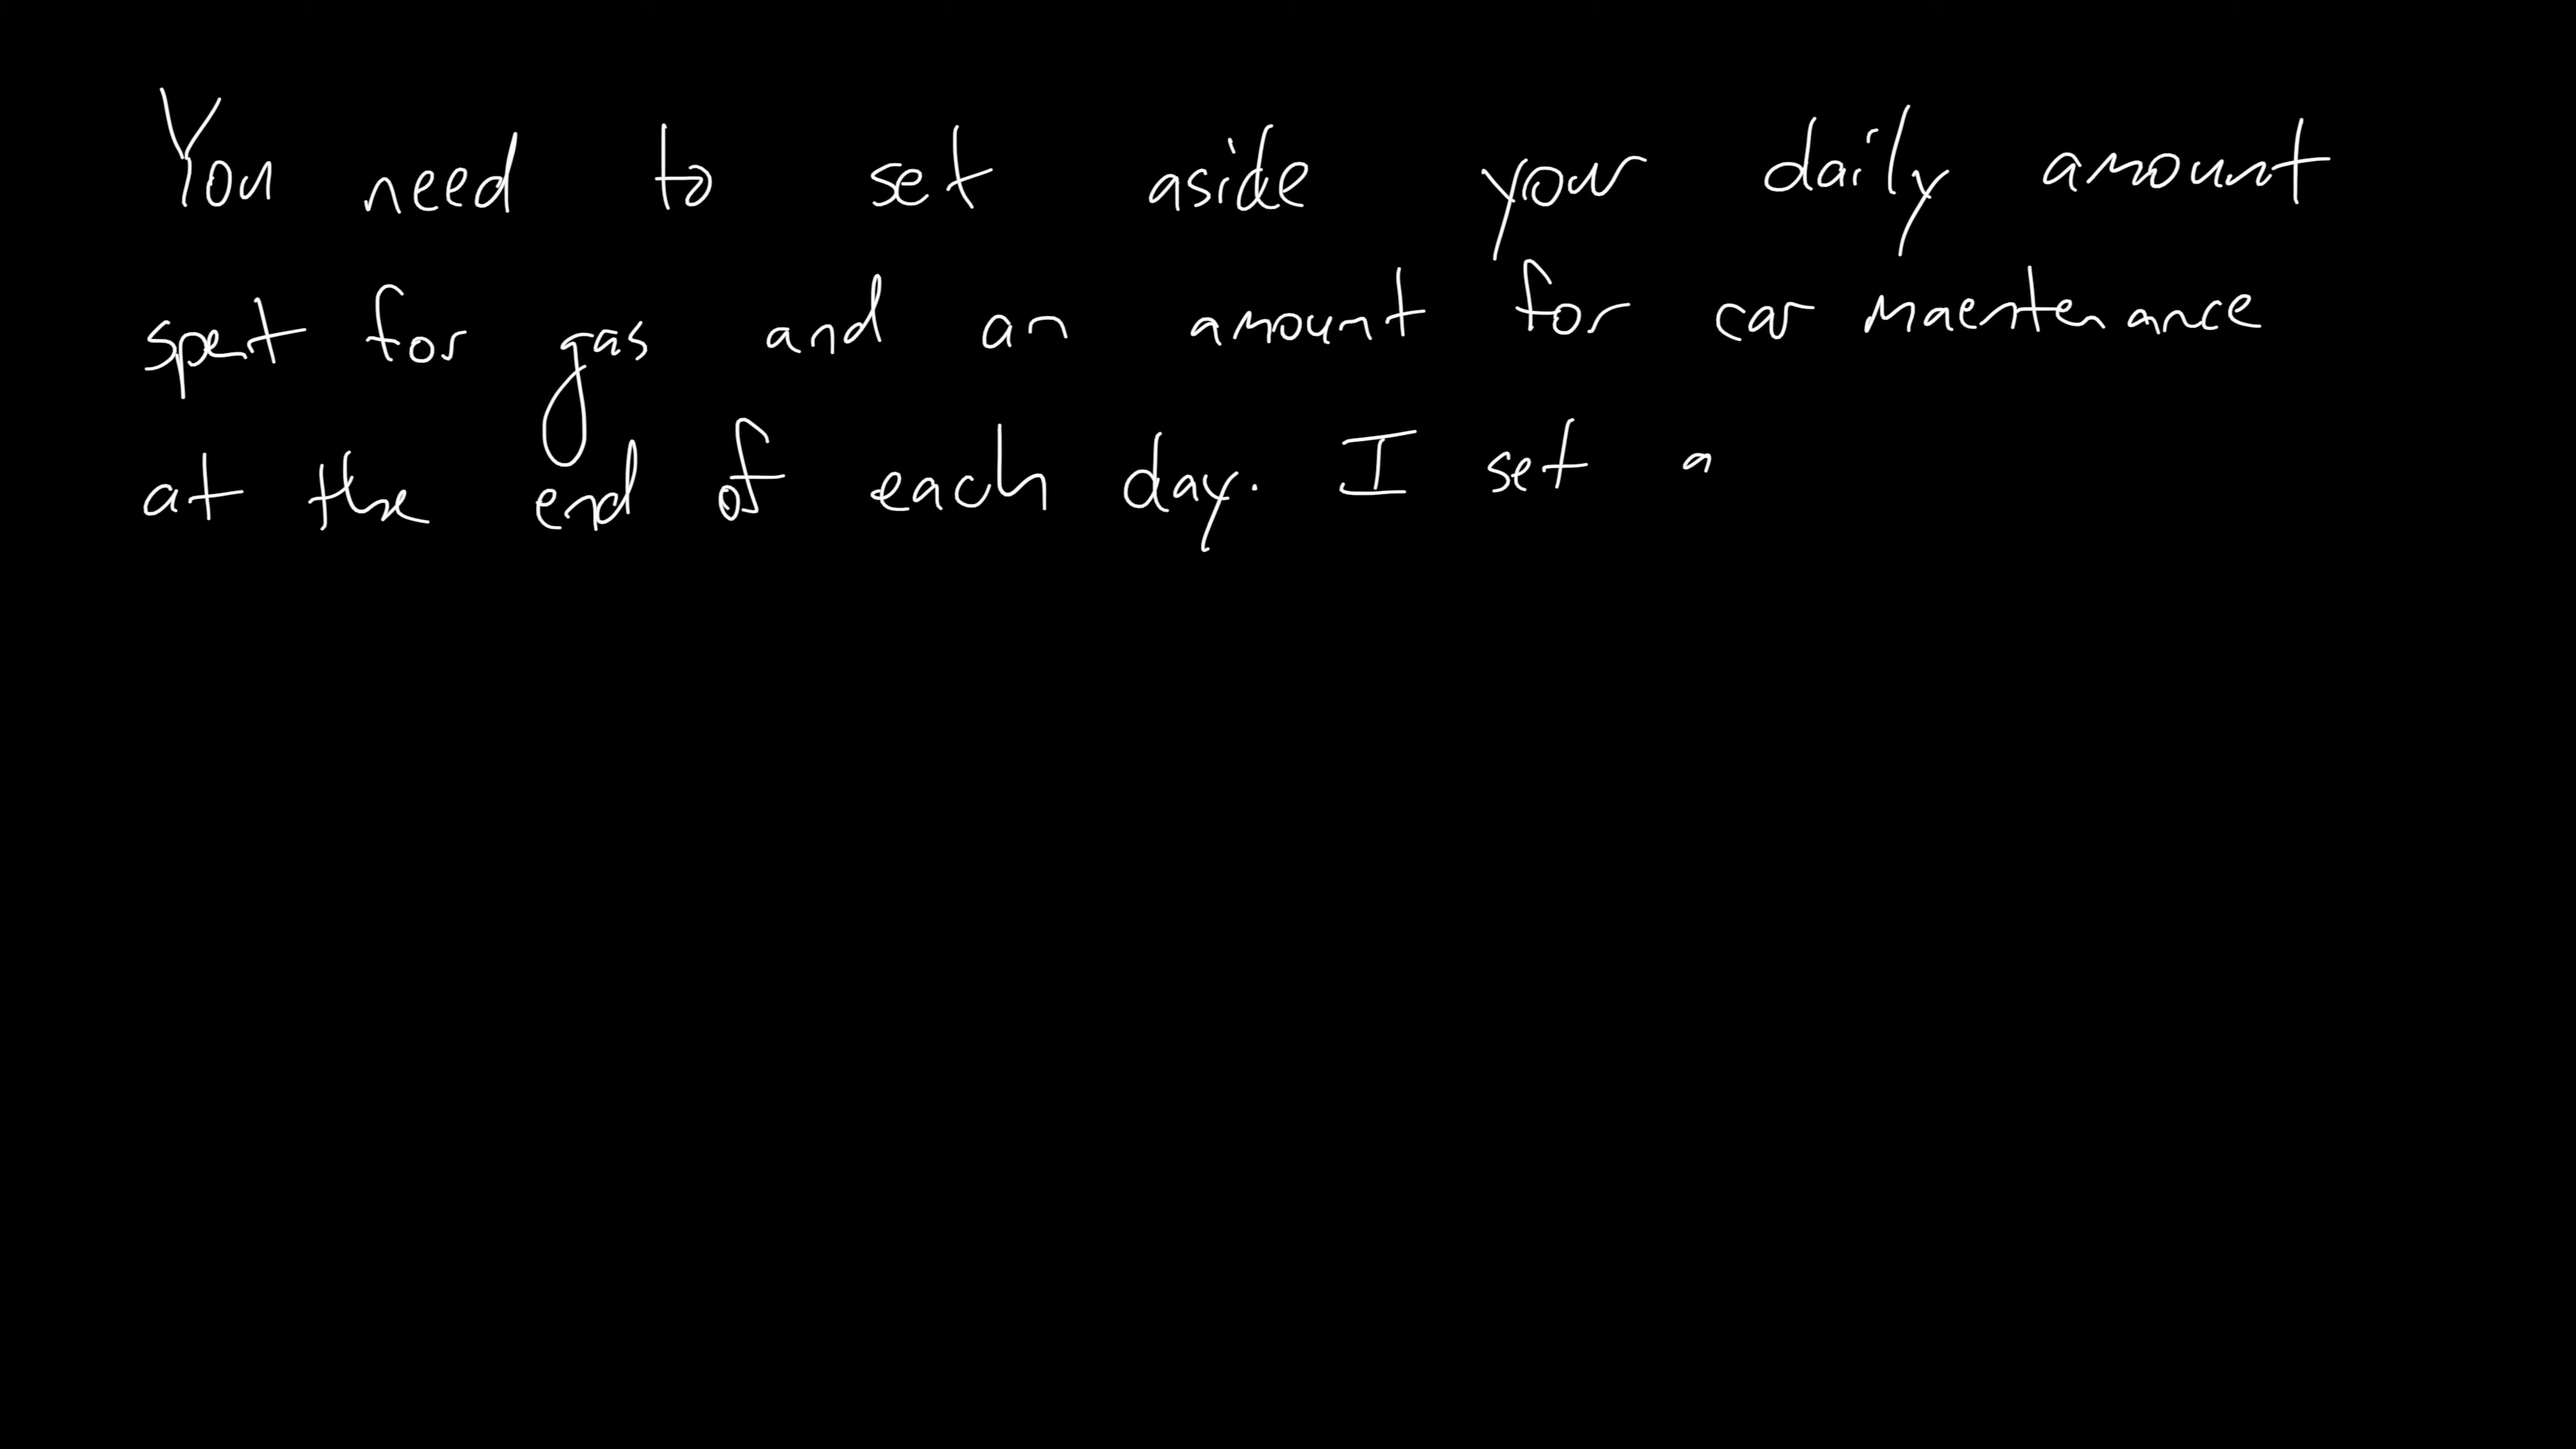 You need to set aside your daily amount
spent for gas and an amount for car maentenance
at the end of each day. I set a